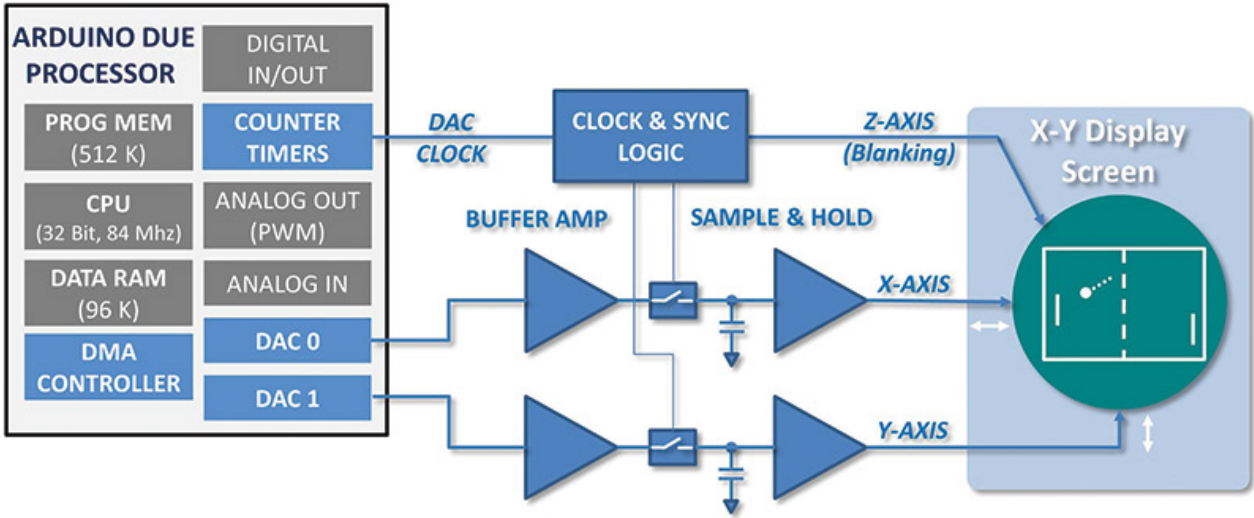 ARDUINO DUE
PROCESSOR
DIGITAL
IN/OUT
PROG MEM
(512 K)
COUNTER
TIMERS
CPU
(32 Bit, 84 Mhz)
ANALOG OUT
(PWM)
DATA RAM
(96 K)
ANALOG IN
DMA
CONTROLLER
DAC 0
DAC 1
DAC
CLOCK
CLOCK & SYNC
LOGIC
Z-AXIS
(Blanking)
BUFFER AMP
SAMPLE & HOLD
X-AXIS
Y-AXIS
X-Y Display
Screen